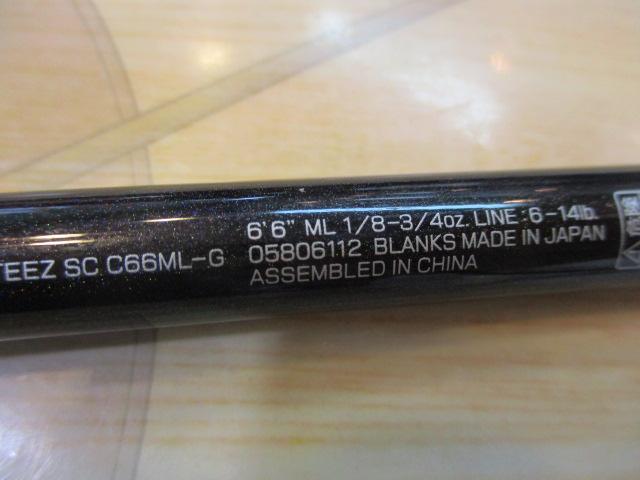 TEEZ SC C66ML-G
6'6" ML 1/8-3/4oz. LINE:6-14lb.
05806112 BLANKS MADE IN JAPAN
ASSEMBLED IN CHINA